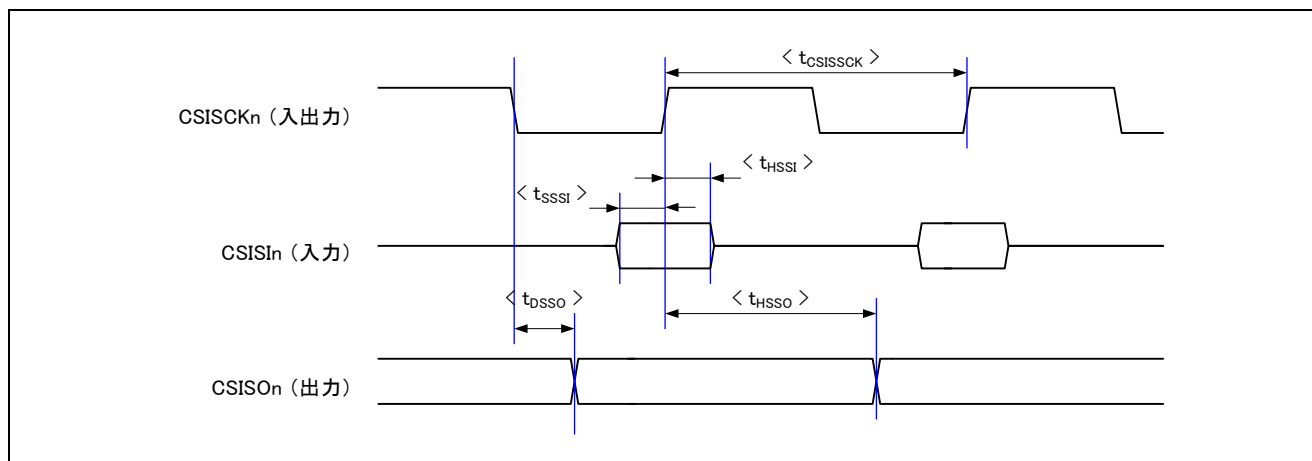 < tCSISSCK >
CSISCKn (入出力)
< tHSSI >
< tSSSI >
CSISIn (入力)
< tDSSO >
< tHSSO >
CSISOn (出力)